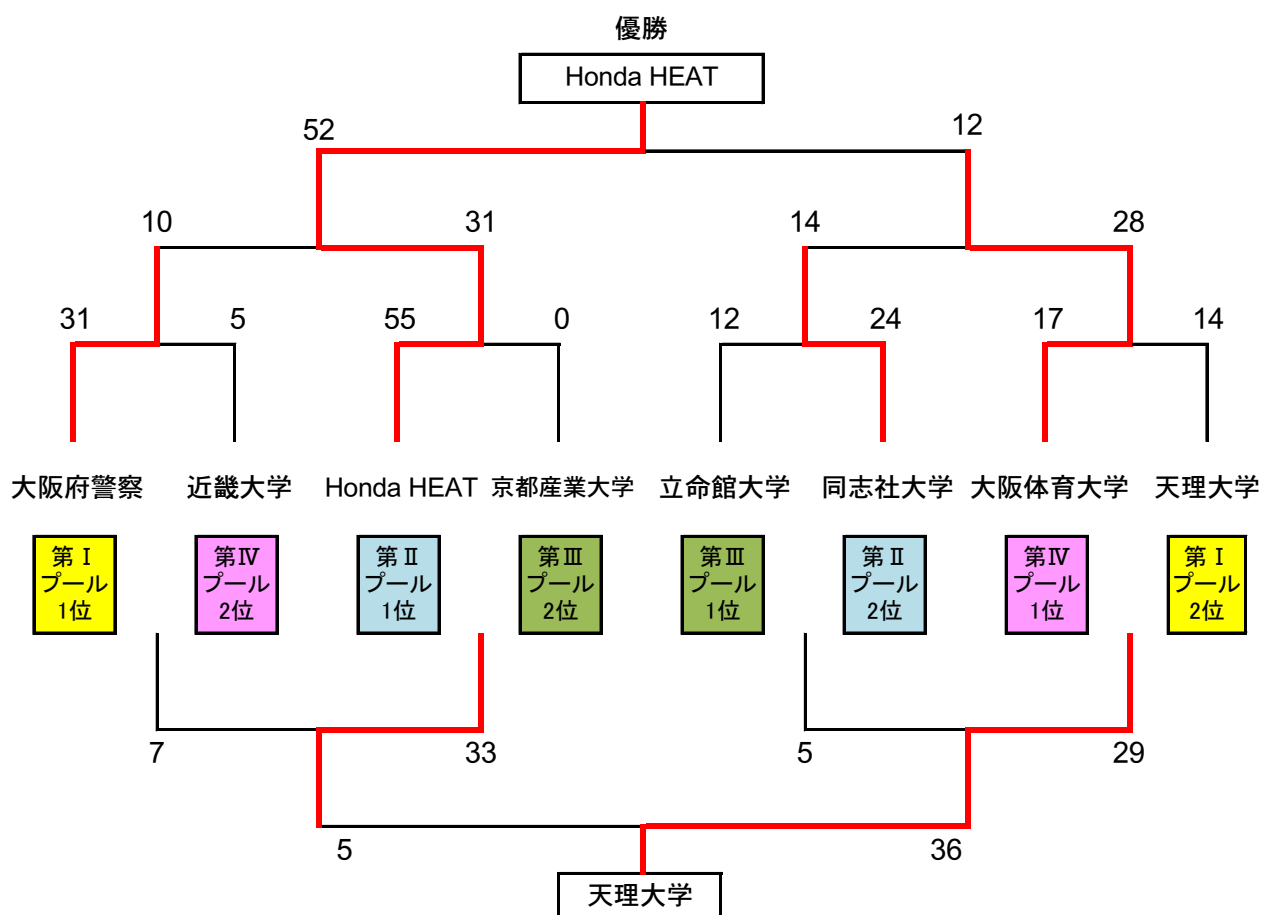 優勝
Honda HEAT
52 12
10 31 14 28
31 5 55 0 12 24 17 14
大阪府警察 近畿大学 Honda HEAT 京都産業大学 立命館大学 同志社大学 大阪体育大学 天理大学
第Ⅰ プール 1位
第Ⅳ プール 2位
第Ⅱ プール 1位
第Ⅲ プール 2位
第Ⅲ プール 1位
第Ⅱ プール 2位
第Ⅳ プール 1位
第Ⅰ プール 2位
7 33 5 29
5 36
天理大学